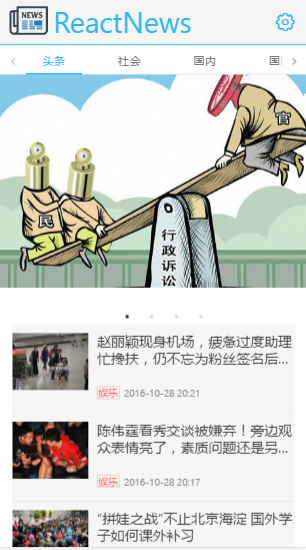 NEWS
ReactNews
头条 社会 国内 国
官
民
行政诉讼
赵丽颖现身机场，疲惫过度助理
忙搀扶，仍不忘为粉丝签名后...
娱乐 2016-10-28 20:21
陈伟霆看秀交谈被嫌弃！旁边观
众表情亮了，素质问题还是另...
娱乐 2016-10-28 20:17
“拼娃之战”不止北京海淀 国外学
子如何课外补习